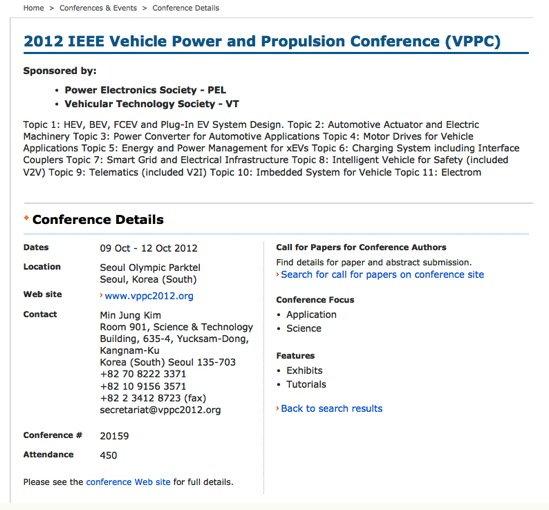 Home > Conferences & Events > Conference Details
2012 IEEE Vehicle Power and Propulsion Conference (VPPC)
Sponsored by:
• Power Electronics Society - PEL
• Vehicular Technology Society - VT
Topic 1: HEV, BEV, FCEV and Plug-In EV System Design. Topic 2: Automotive Actuator and Electric
Machinery Topic 3: Power Converter for Automotive Applications Topic 4: Motor Drives for Vehicle
Applications Topic 5: Energy and Power Management for xEVs Topic 6: Charging System including Interface
Couplers Topic 7: Smart Grid and Electrical Infrastructure Topic 8: Intelligent Vehicle for Safety (included
V2V) Topic 9: Telematics (included V2I) Topic 10: Imbedded System for Vehicle Topic 11: Electrom
Conference Details
Dates 09 Oct - 12 Oct 2012
Location Seoul Olympic Parktel
Seoul, Korea (South)
Web site › www.vppc2012.org
Contact Min Jung Kim
Room 901, Science & Technology
Building, 635-4, Yucksam-Dong,
Kangnam-Ku
Korea (South) Seoul 135-703
+82 70 8222 3371
+82 10 9156 3571
+82 2 3412 8723 (fax)
secretariat@vppc2012.org
Conference # 20159
Attendance 450
Please see the conference Web site for full details.
Call for Papers for Conference Authors
Find details for paper and abstract submission.
› Search for call for papers on conference site
Conference Focus
• Application
• Science
Features
• Exhibits
• Tutorials
› Back to search results